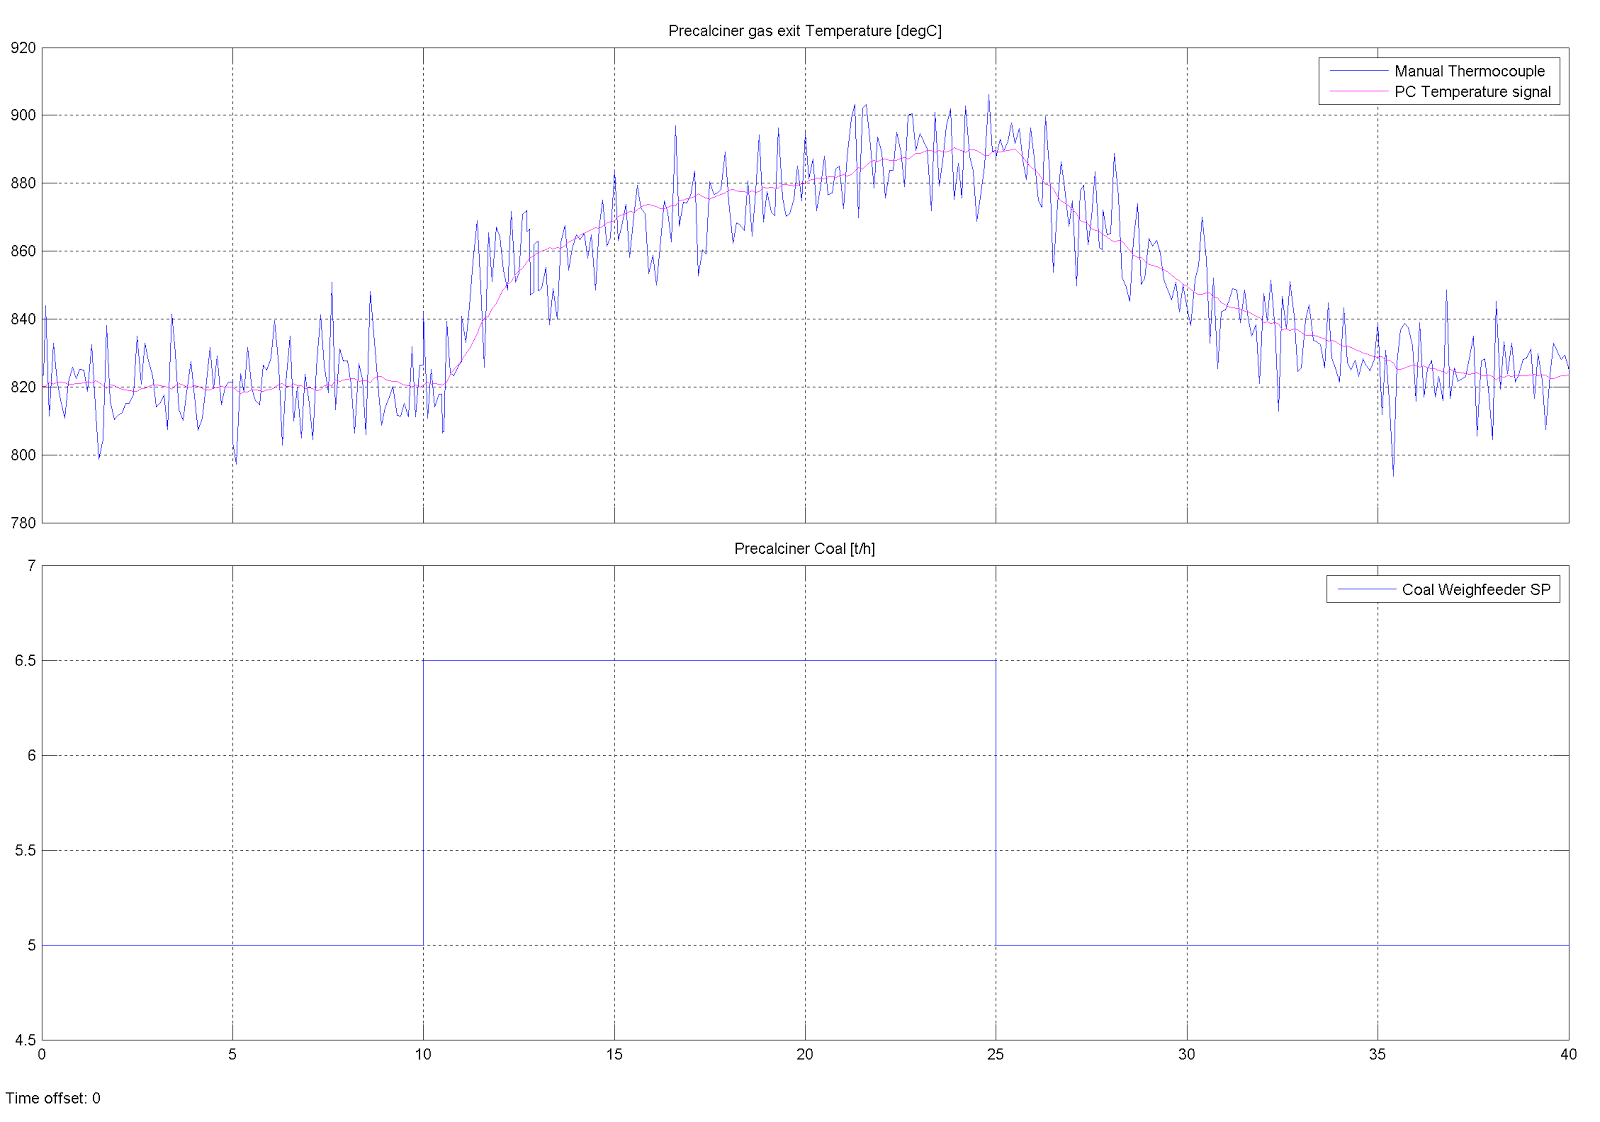 Precalciner gas exit Temperature [degC]
920
900
880
860
840
820
800
780
Manual Thermocouple
PC Temperature signal
Precalciner Coal [t/h]
7
6.5
6
5.5
5
4.5
Coal Weighfeeder SP
0 5 10 15 20 25 30 35 40
Time offset: 0